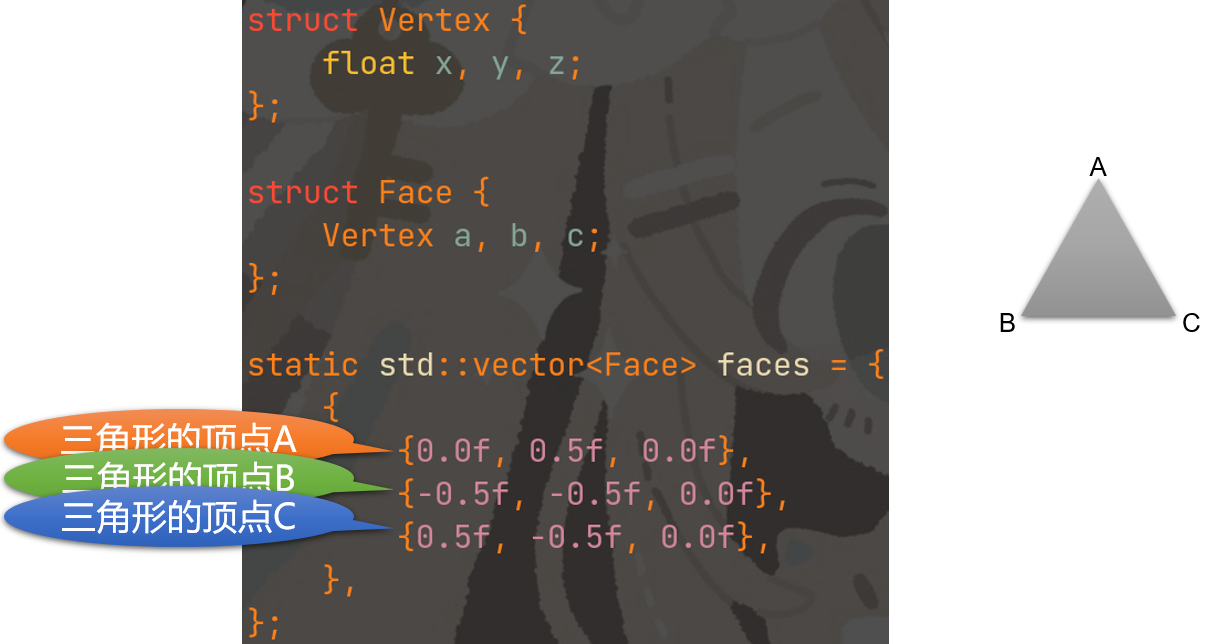 struct Vertex {
    float x, y, z;
};
struct Face {
    Vertex a, b, c;
};
static std::vector<Face> faces = {
    {
        {0.0f, 0.5f, 0.0f},
        {-0.5f, -0.5f, 0.0f},
        {0.5f, -0.5f, 0.0f},
    },
};
三角形的顶点A
三角形的顶点B
三角形的顶点C
A
B
C